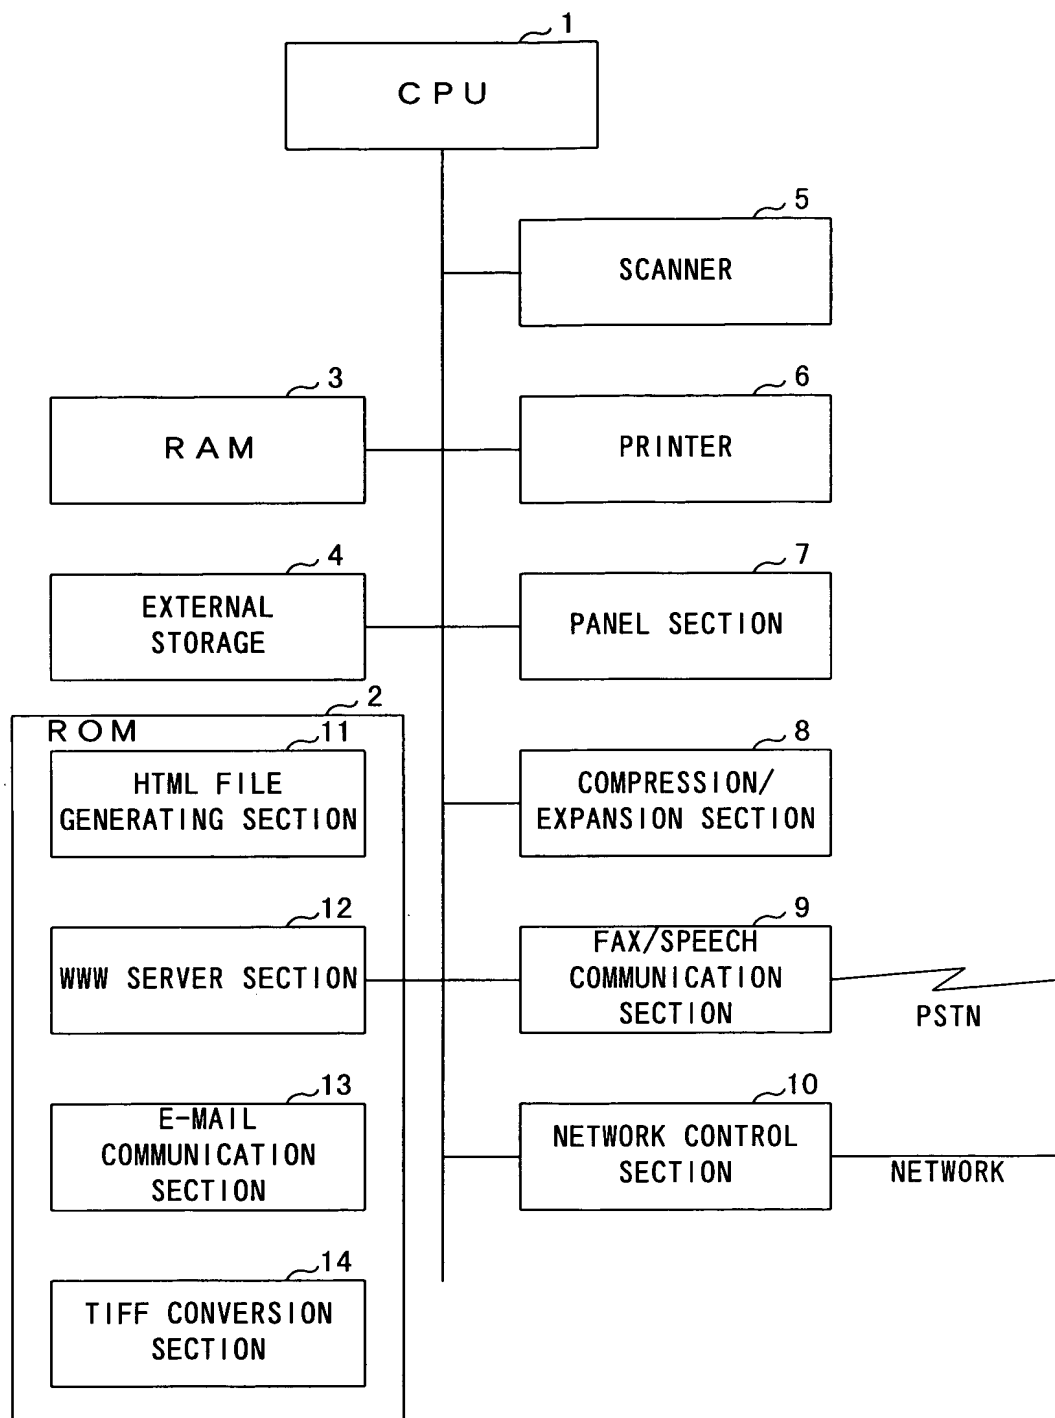 1
CPU
5
SCANNER
3
RAM
6
PRINTER
4
EXTERNAL
STORAGE
7
PANEL SECTION
2
ROM
11
HTML FILE
GENERATING SECTION
8
COMPRESSION/
EXPANSION SECTION
12
WWW SERVER SECTION
9
FAX/SPEECH
COMMUNICATION
SECTION
PSTN
13
E-MAIL
COMMUNICATION
SECTION
10
NETWORK CONTROL
SECTION
NETWORK
14
TIFF CONVERSION
SECTION